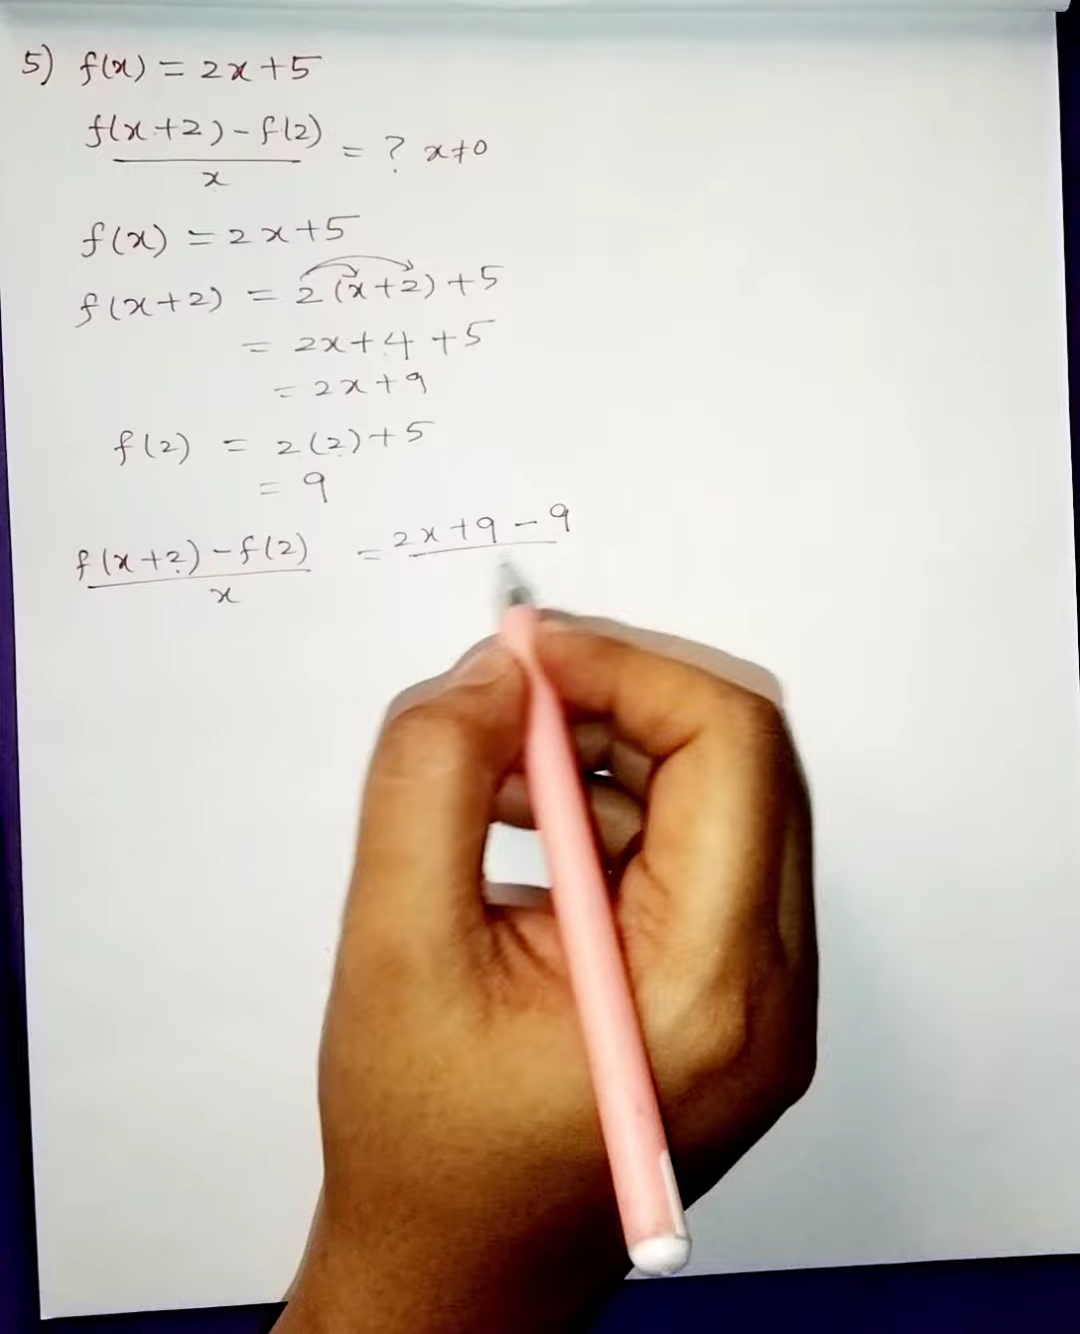 5) f(x) = 2x+5
f(x+2) - f(2) / x = ? x≠0
f(x) = 2x+5
f(x+2) = 2(x+2)+5
= 2x+4+5
= 2x+9
f(2) = 2(2)+5
= 9
f(x+2) - f(2) / x = 2x+9-9